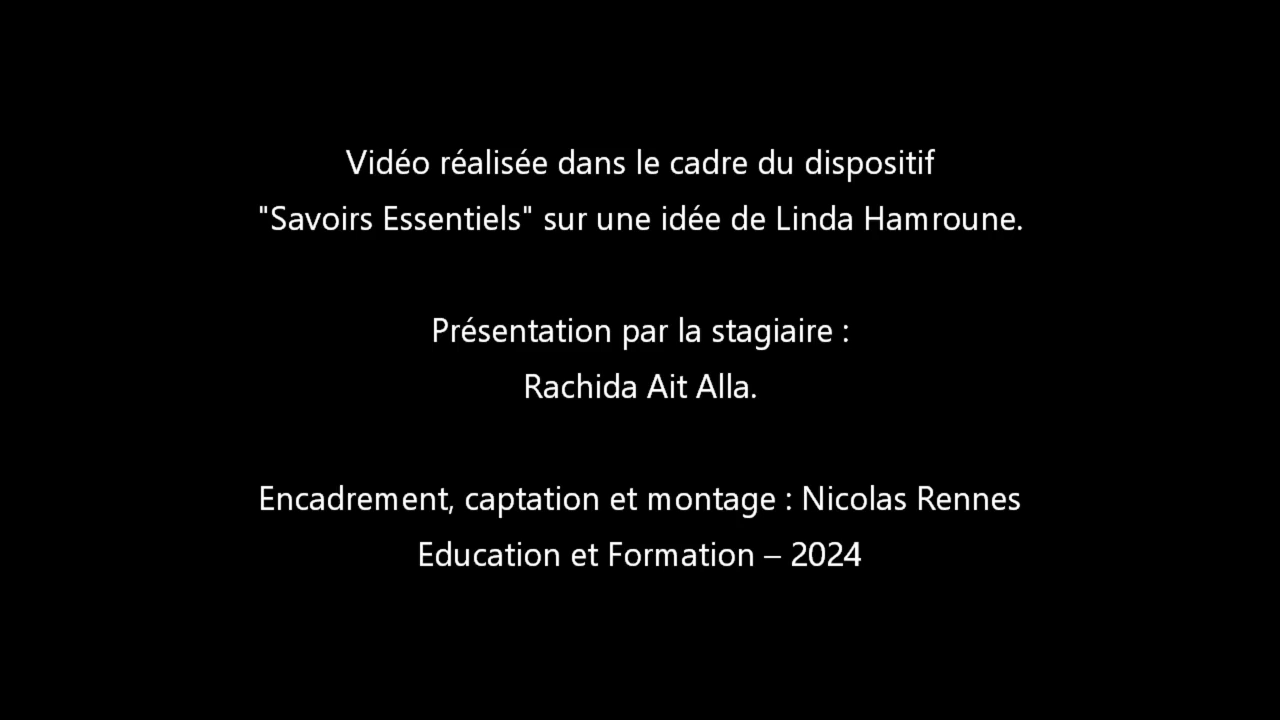 Vidéo réalisée dans le cadre du dispositif
"Savoirs Essentiels" sur une idée de Linda Hamroune.
Présentation par la stagiaire :
Rachida Ait Alla.
Encadrement, captation et montage : Nicolas Rennes
Education et Formation – 2024